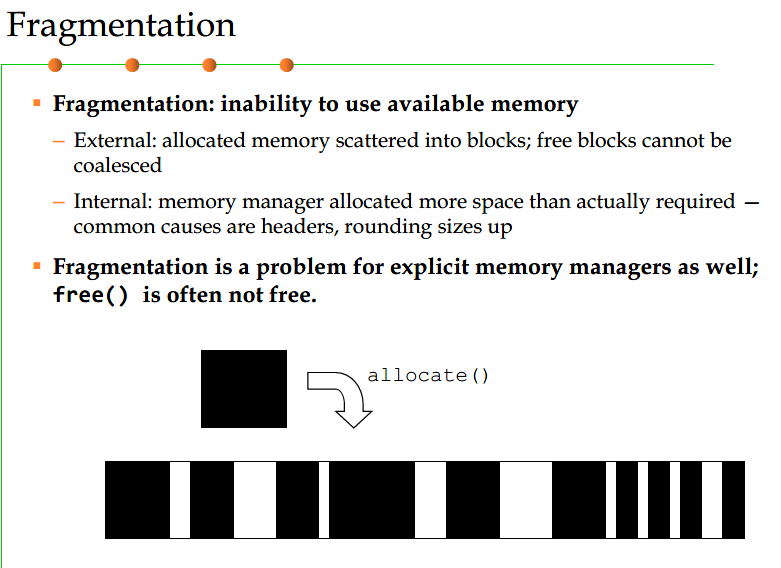 Fragmentation
▪ Fragmentation: inability to use available memory
– External: allocated memory scattered into blocks; free blocks cannot be
coalesced
– Internal: memory manager allocated more space than actually required —
common causes are headers, rounding sizes up
▪ Fragmentation is a problem for explicit memory managers as well;
free() is often not free.
allocate()